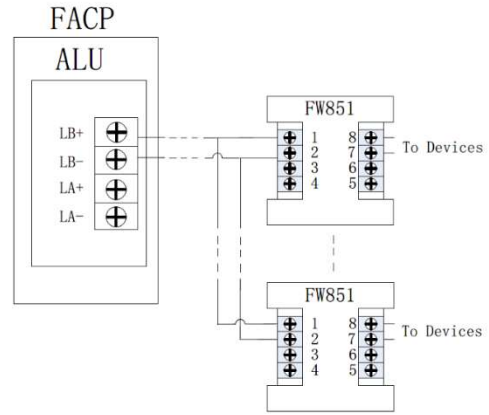 FACP
ALU
LB+
LB-
LA+
LA-
FW851
1 8
2 7
3 6
4 5
To Devices
FW851
1 8
2 7
3 6
4 5
To Devices